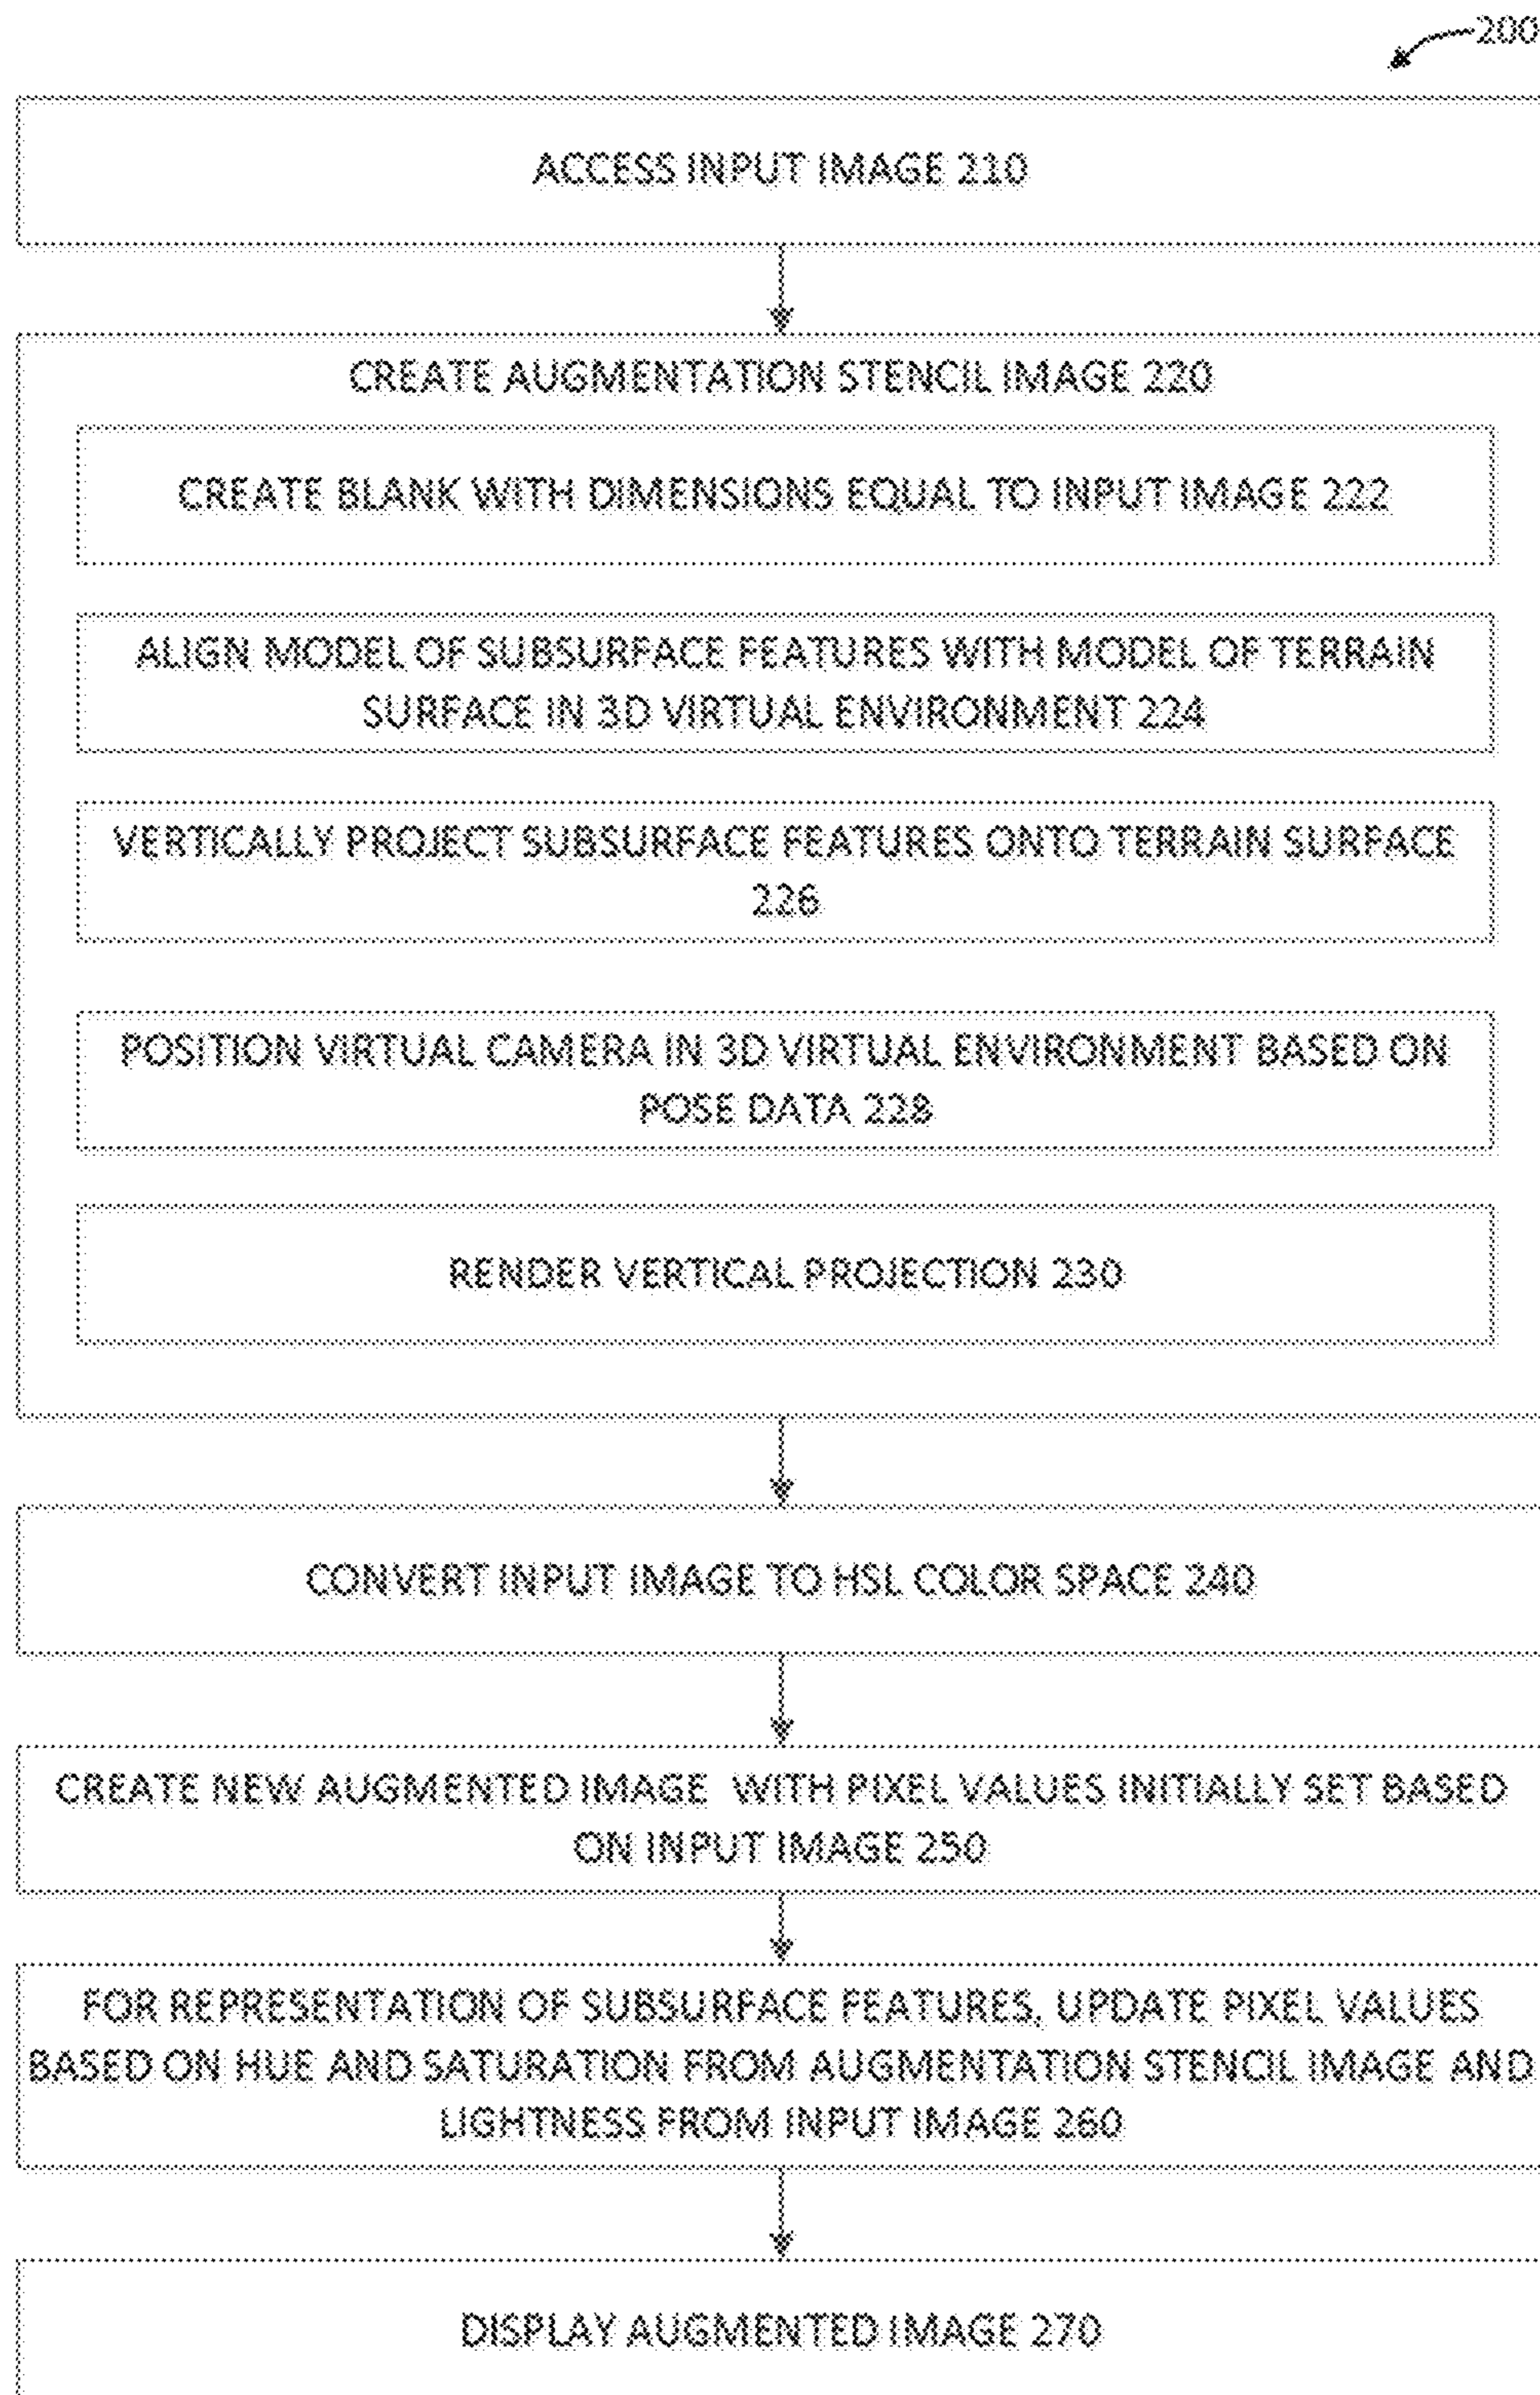 200
ACCESS INPUT IMAGE 210
CREATE AUGMENTATION STENCIL IMAGE 220
CREATE BLANK WITH DIMENSIONS EQUAL TO INPUT IMAGE 222
ALIGN MODEL OF SUBSURFACE FEATURES WITH MODEL OF TERRAIN
SURFACE IN 3D VIRTUAL ENVIRONMENT 224
VERTICALLY PROJECT SUBSURFACE FEATURES ONTO TERRAIN SURFACE
226
POSITION VIRTUAL CAMERA IN 3D VIRTUAL ENVIRONMENT BASED ON
POSE DATA 228
RENDER VERTICAL PROJECTION 230
CONVERT INPUT IMAGE TO HSL COLOR SPACE 240
CREATE NEW AUGMENTED IMAGE WITH PIXEL VALUES INITIALLY SET BASED
ON INPUT IMAGE 250
FOR REPRESENTATION OF SUBSURFACE FEATURES, UPDATE PIXEL VALUES
BASED ON HUE AND SATURATION FROM AUGMENTATION STENCIL IMAGE AND
LIGHTNESS FROM INPUT IMAGE 260
DISPLAY AUGMENTED IMAGE 270